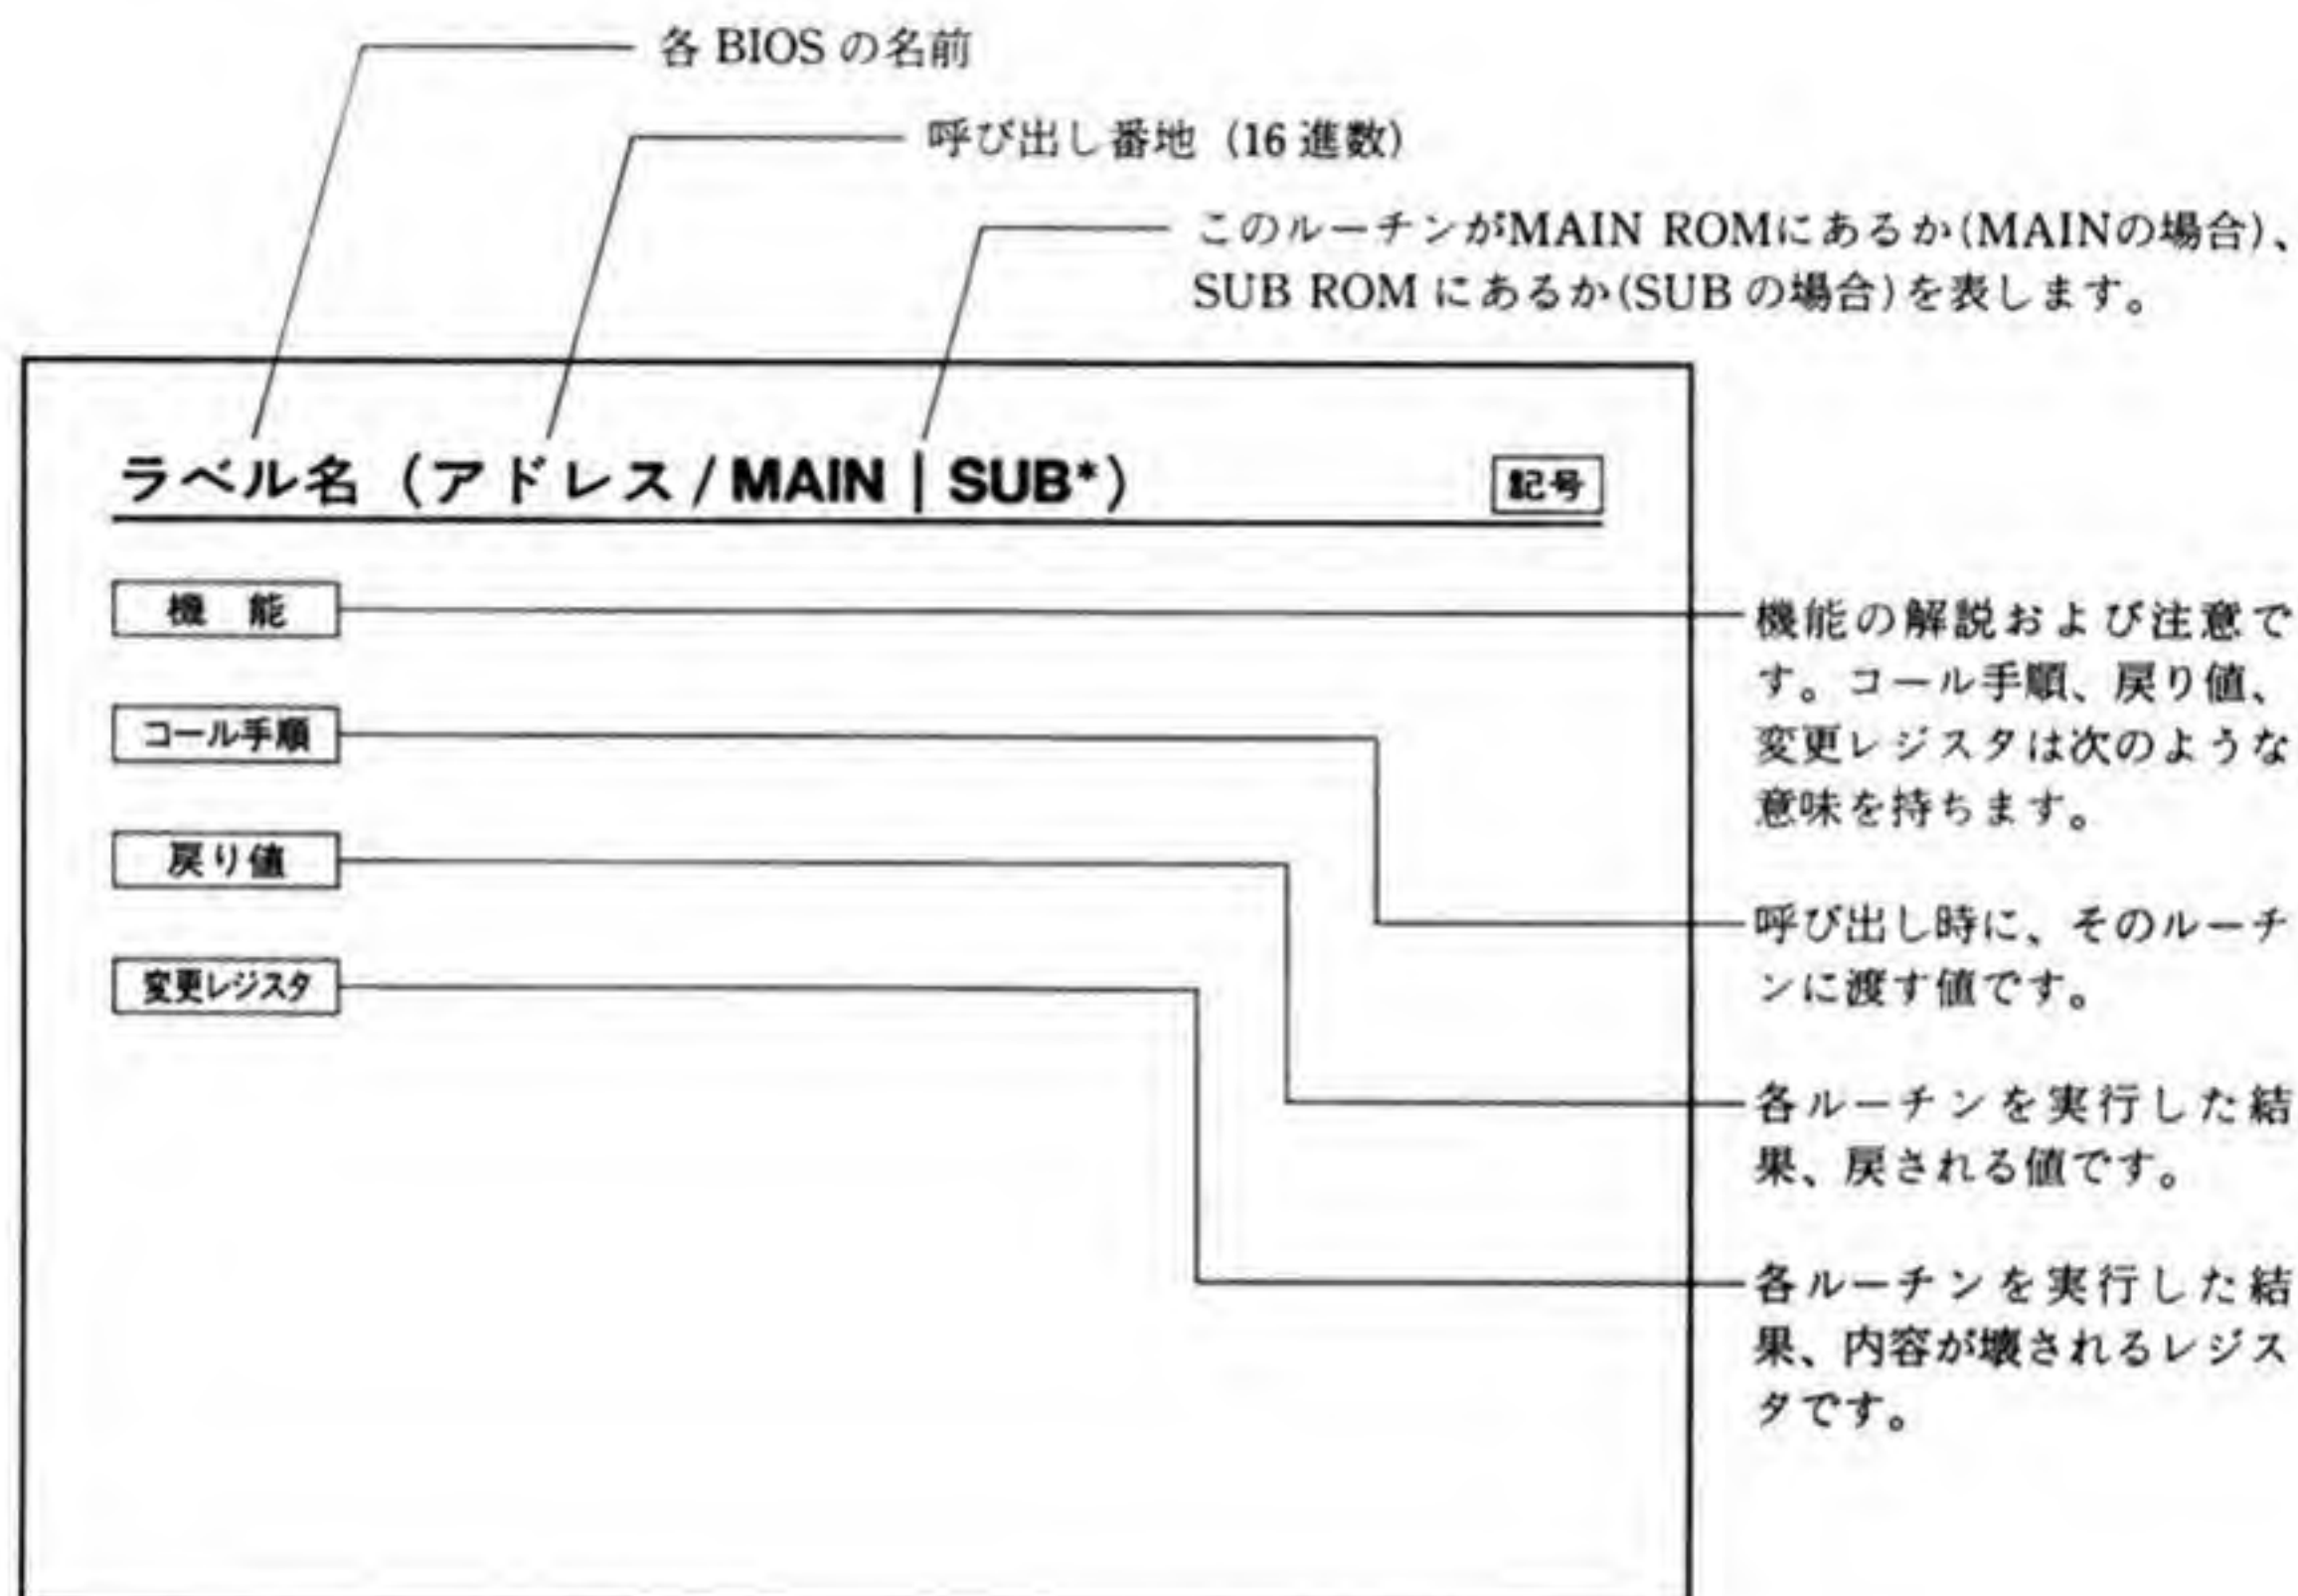 各 BIOS の名前
呼び出し番地 (16 進数)
このルーチンがMAIN ROMにあるか(MAINの場合)、
SUB ROM にあるか(SUB の場合)を表します。
ラベル名 (アドレス / MAIN | SUB*)
記号
機 能
機能の解説および注意で
す。コール手順、戻り値、
変更レジスタは次のような
意味を持ちます。
コール手順
呼び出し時に、そのルーチ
ンに渡す値です。
戻り値
各ルーチンを実行した結
果、戻される値です。
変更レジスタ
各ルーチンを実行した結
果、内容が壊されるレジス
タです。